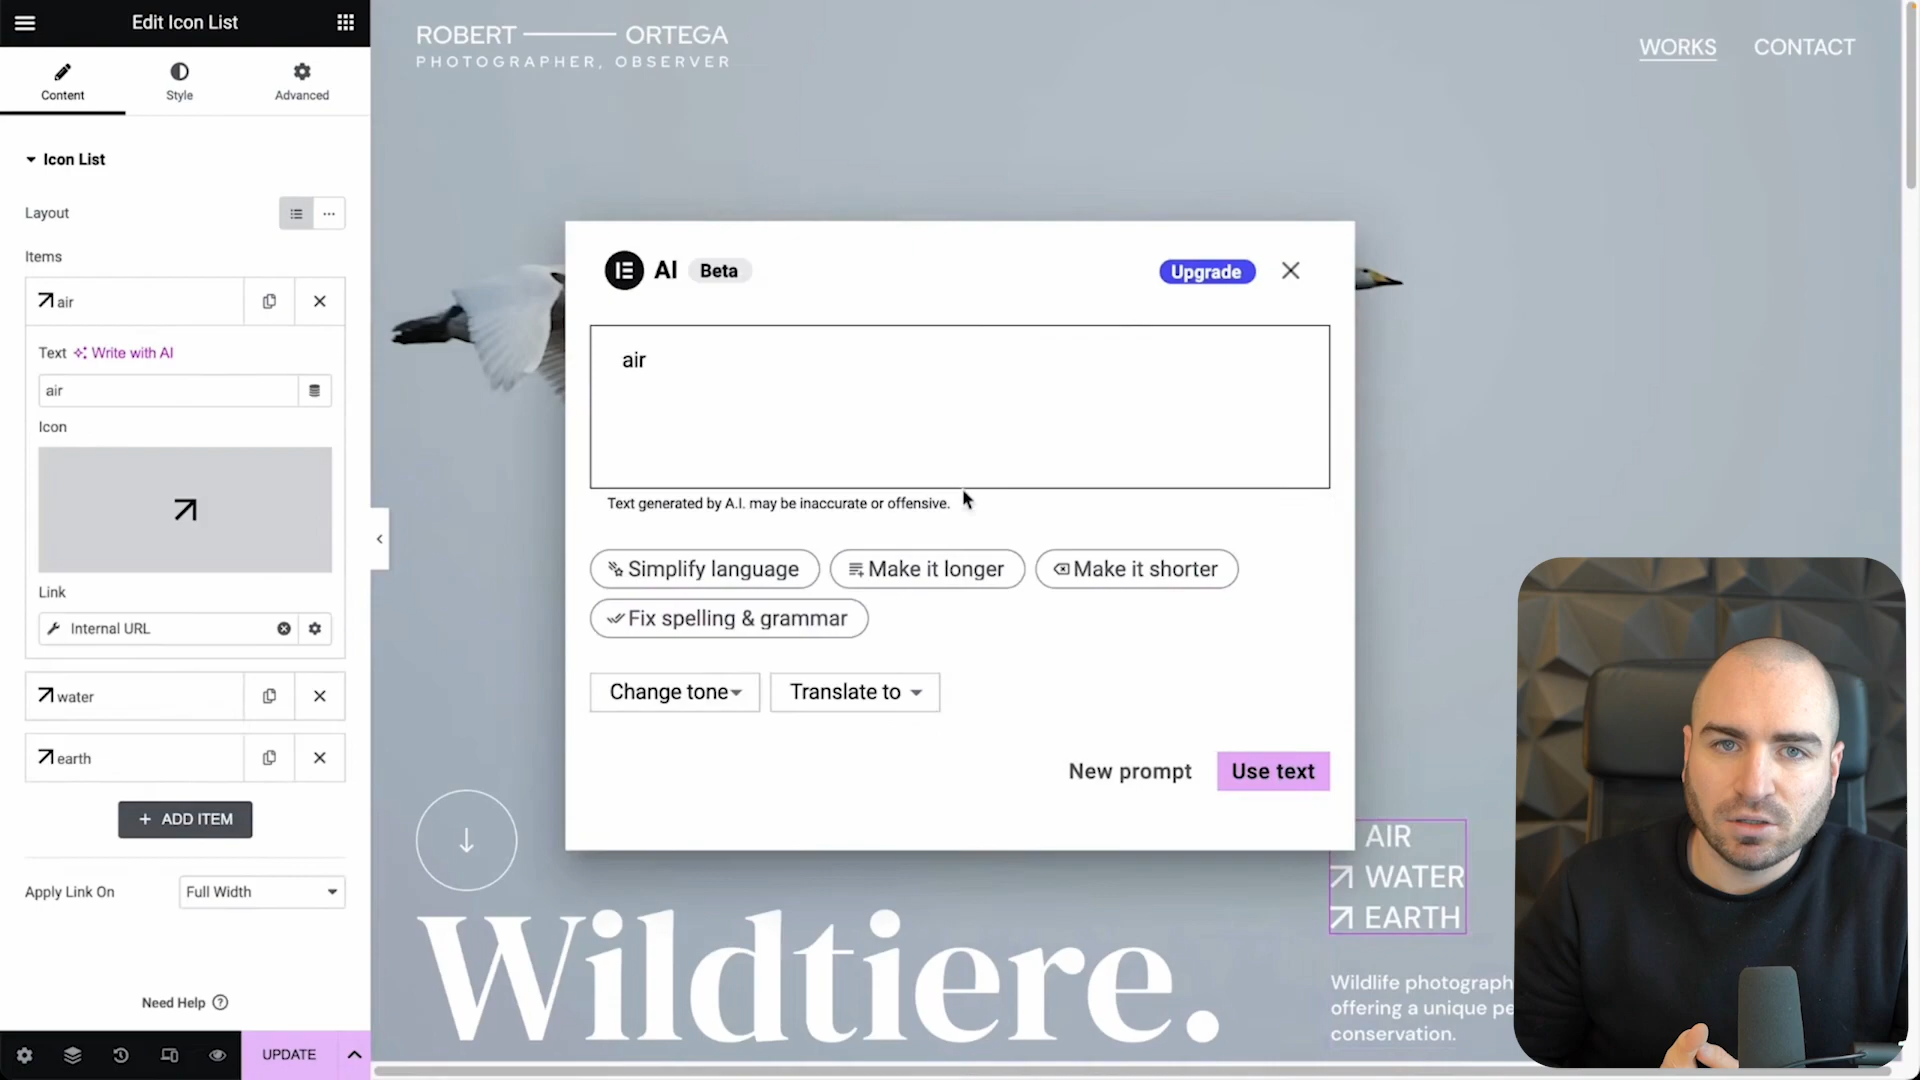 Edit Icon List
Content
Style
Advanced
Icon List
Layout
Items
air
Text Write with AI
air
Icon
Link
Internal URL
water
earth
+ ADD ITEM
Apply Link On
Full Width
Need Help ?
UPDATE
ROBERT ORTEGA
PHOTOGRAPHER, OBSERVER
WORKS
CONTACT
AI Beta
Upgrade
air
Text generated by A.I. may be inaccurate or offensive.
Simplify language
Make it longer
Make it shorter
Fix spelling & grammar
Change tone
Translate to
New prompt
Use text
AIR
WATER
EARTH
Wildtiere.
Wildlife photograph
offering a unique pe
conservation.